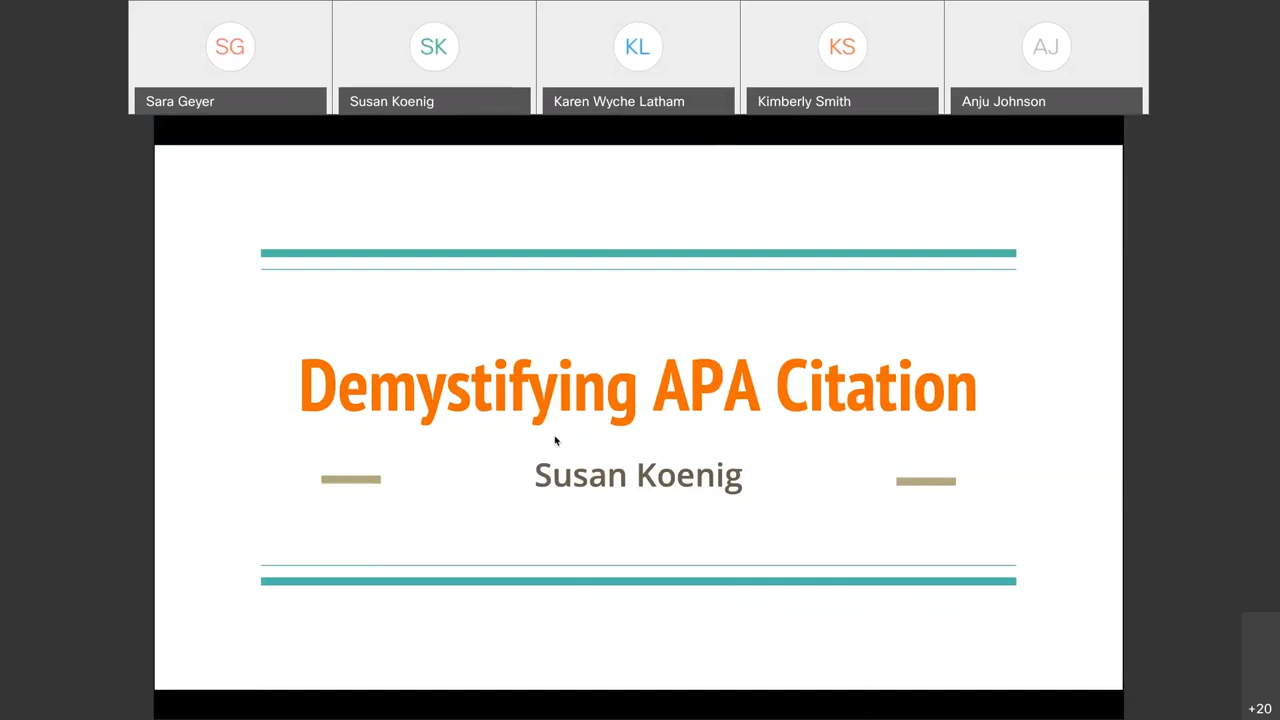 SG
SK
KL
KS
AJ
Sara Geyer
Susan Koenig
Karen Wyche Latham
Kimberly Smith
Anju Johnson
Demystifying APA Citation
Susan Koenig
+20